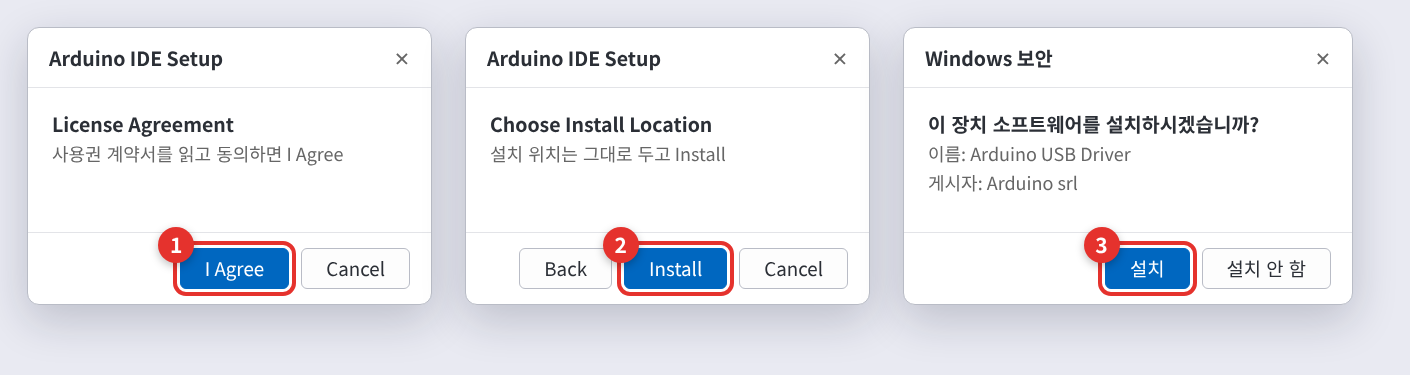 Arduino IDE Setup
×
License Agreement
사용권 계약서를 읽고 동의하면 I Agree
1
I Agree
Cancel
Arduino IDE Setup
×
Choose Install Location
설치 위치는 그대로 두고 Install
Back
2
Install
Cancel
Windows 보안
×
이 장치 소프트웨어를 설치하시겠습니까?
이름: Arduino USB Driver
게시자: Arduino srl
3
설치
설치 안 함